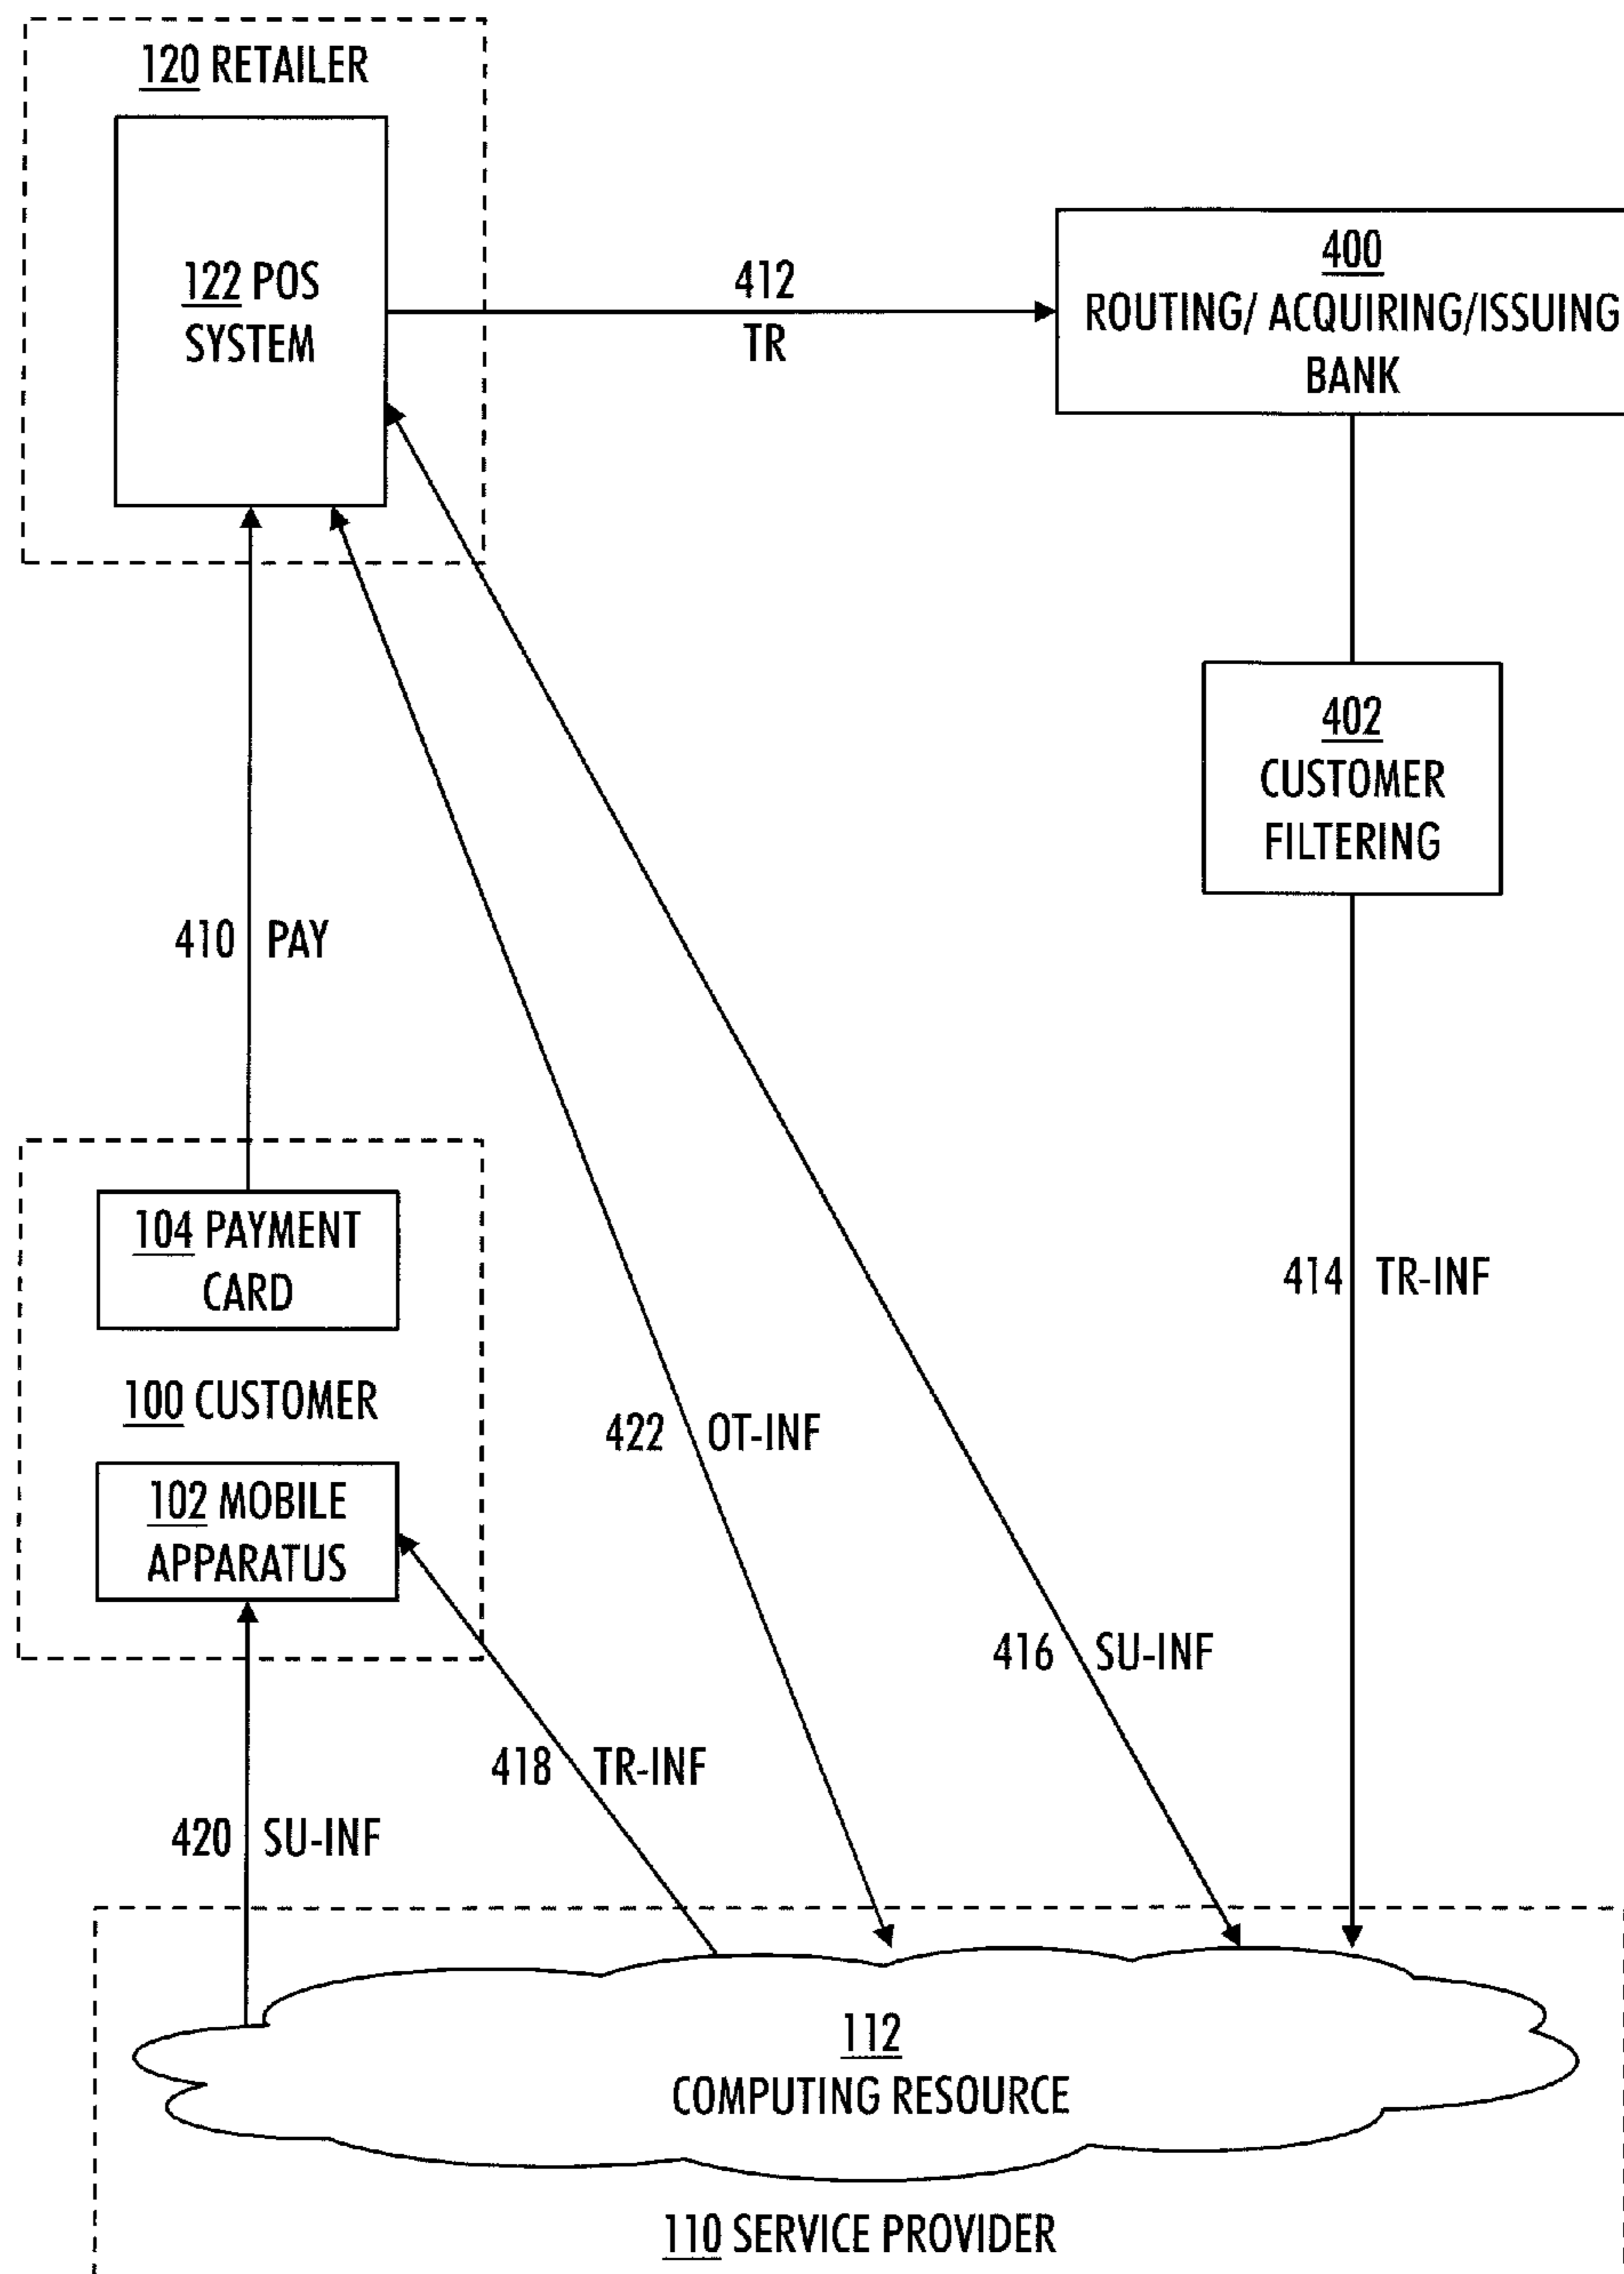 120 RETAILER
122 POS
SYSTEM
412
TR
400
ROUTING/ ACQUIRING/ISSUING
BANK
402
CUSTOMER
FILTERING
410 PAY
104 PAYMENT
CARD
414 TR-INF
100 CUSTOMER
422 OT-INF
102 MOBILE
APPARATUS
416 SU-INF
418 TR-INF
420 SU-INF
112
COMPUTING RESOURCE
110 SERVICE PROVIDER